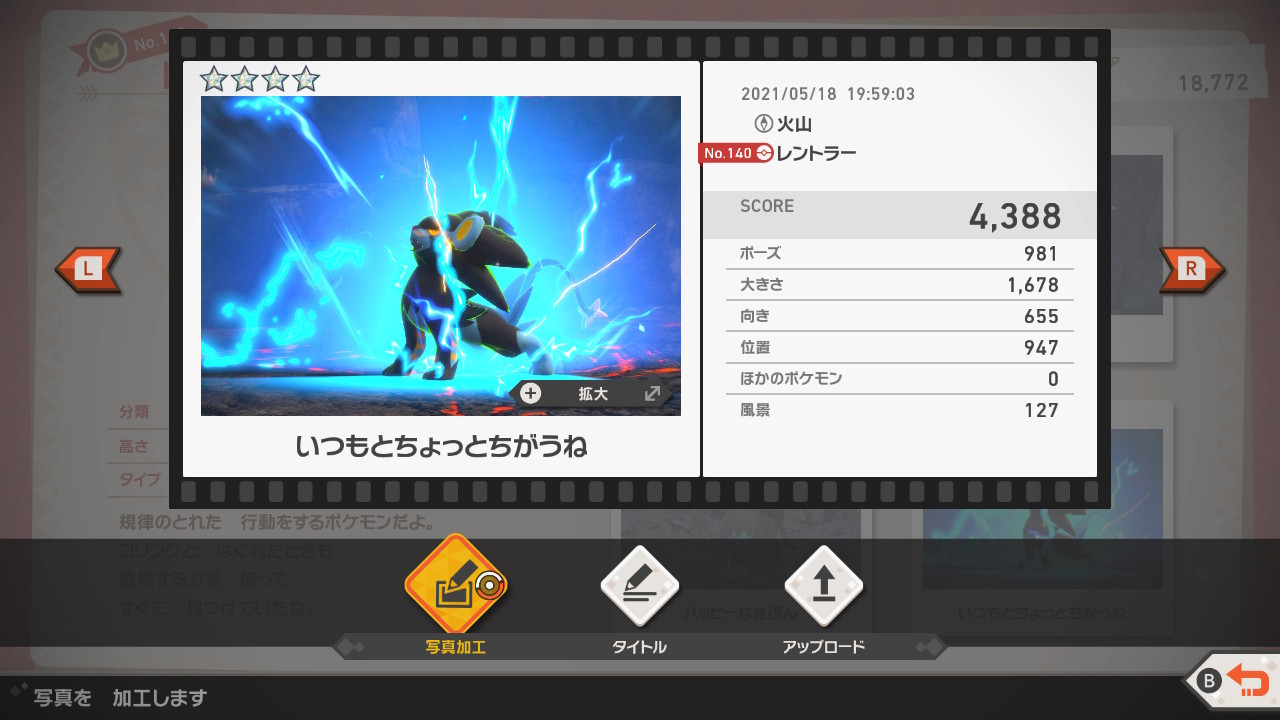 No.1
18,772
2021/05/18 19:59:03
火山
No.140 レントラー
SCORE 4,388
ポーズ 981
大きさ 1,678
向き 655
位置 947
ほかのポケモン 0
風景 127
拡大
いつもとちょっとちがうね
L
R
分類
高さ
タイプ
規律のとれた 行動をするポケモンだよ。
コリンクと はぐれたときも
透視する力を 使って
すぐに 見つけていたね。
ハッピーなきぶん
いつもとちょっとちがうね
写真加工
タイトル
アップロード
写真を 加工します
B